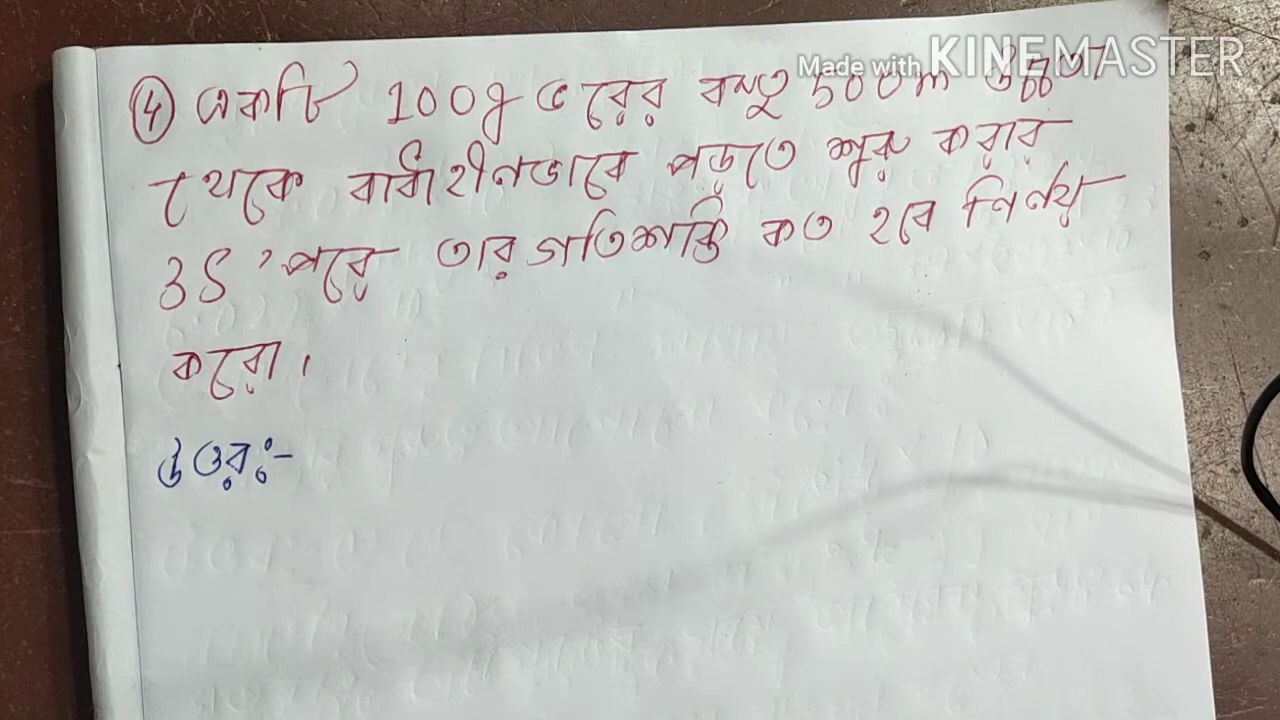 Made with KINEMASTER
④ একটি 100g ভরের বস্তু 500m উচ্চতা
থেকে বাধাহীনভাবে পড়তে শুরু করার
3S পরে তার গতিশক্তি কত হবে নির্ণয়
করো।
উত্তরঃ-